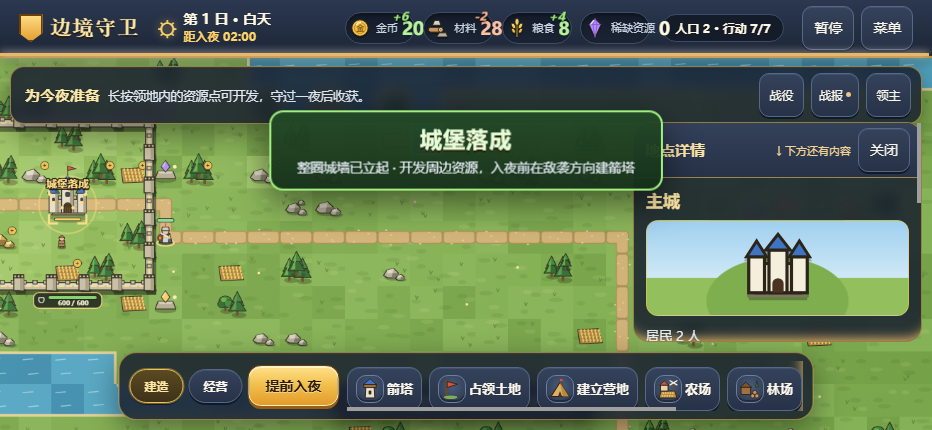 边境守卫
第 1 日 · 白天
距入夜 02:00
金币 +6 20
材料 -2 28
粮食 +4 8
稀缺资源 0
人口 2 · 行动 7/7
暂停
菜单
为今夜准备 长按领地内的资源点可开发，守过一夜后收获。
战役
战报
领主
城堡落成
整圈城墙已立起 · 开发周边资源，入夜前在敌袭方向建箭塔
点详情
↓下方还有内容
关闭
主城
居民 2 人
城堡落成
600 / 600
建造
经营
提前入夜
箭塔
占领土地
建立营地
农场
林场